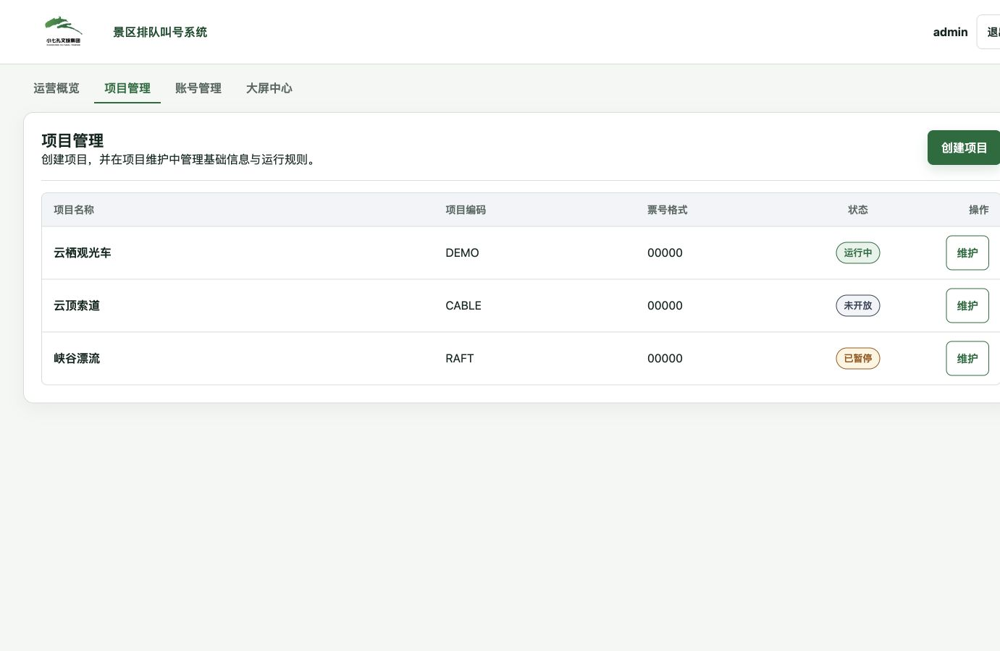 小七孔文旅集团
景区排队叫号系统
admin
退
运营概览 项目管理 账号管理 大屏中心
项目管理
创建项目，并在项目维护中管理基础信息与运行规则。
创建项目
项目名称 项目编码 票号格式 状态 操作
云栖观光车 DEMO 00000 运行中 维护
云顶索道 CABLE 00000 未开放 维护
峡谷漂流 RAFT 00000 已暂停 维护